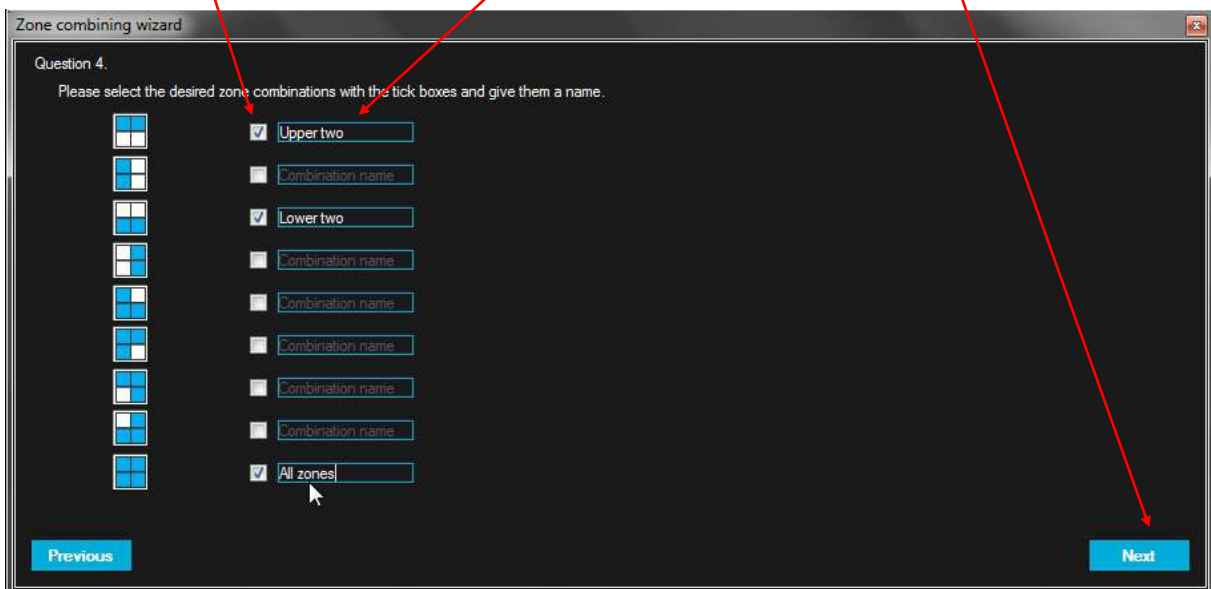 Zone combining wizard
Question 4.
Please select the desired zone combinations with the tick boxes and give them a name.
Upper two
Combination name
Lower two
Combination name
Combination name
Combination name
Combination name
Combination name
All zones
Previous
Next